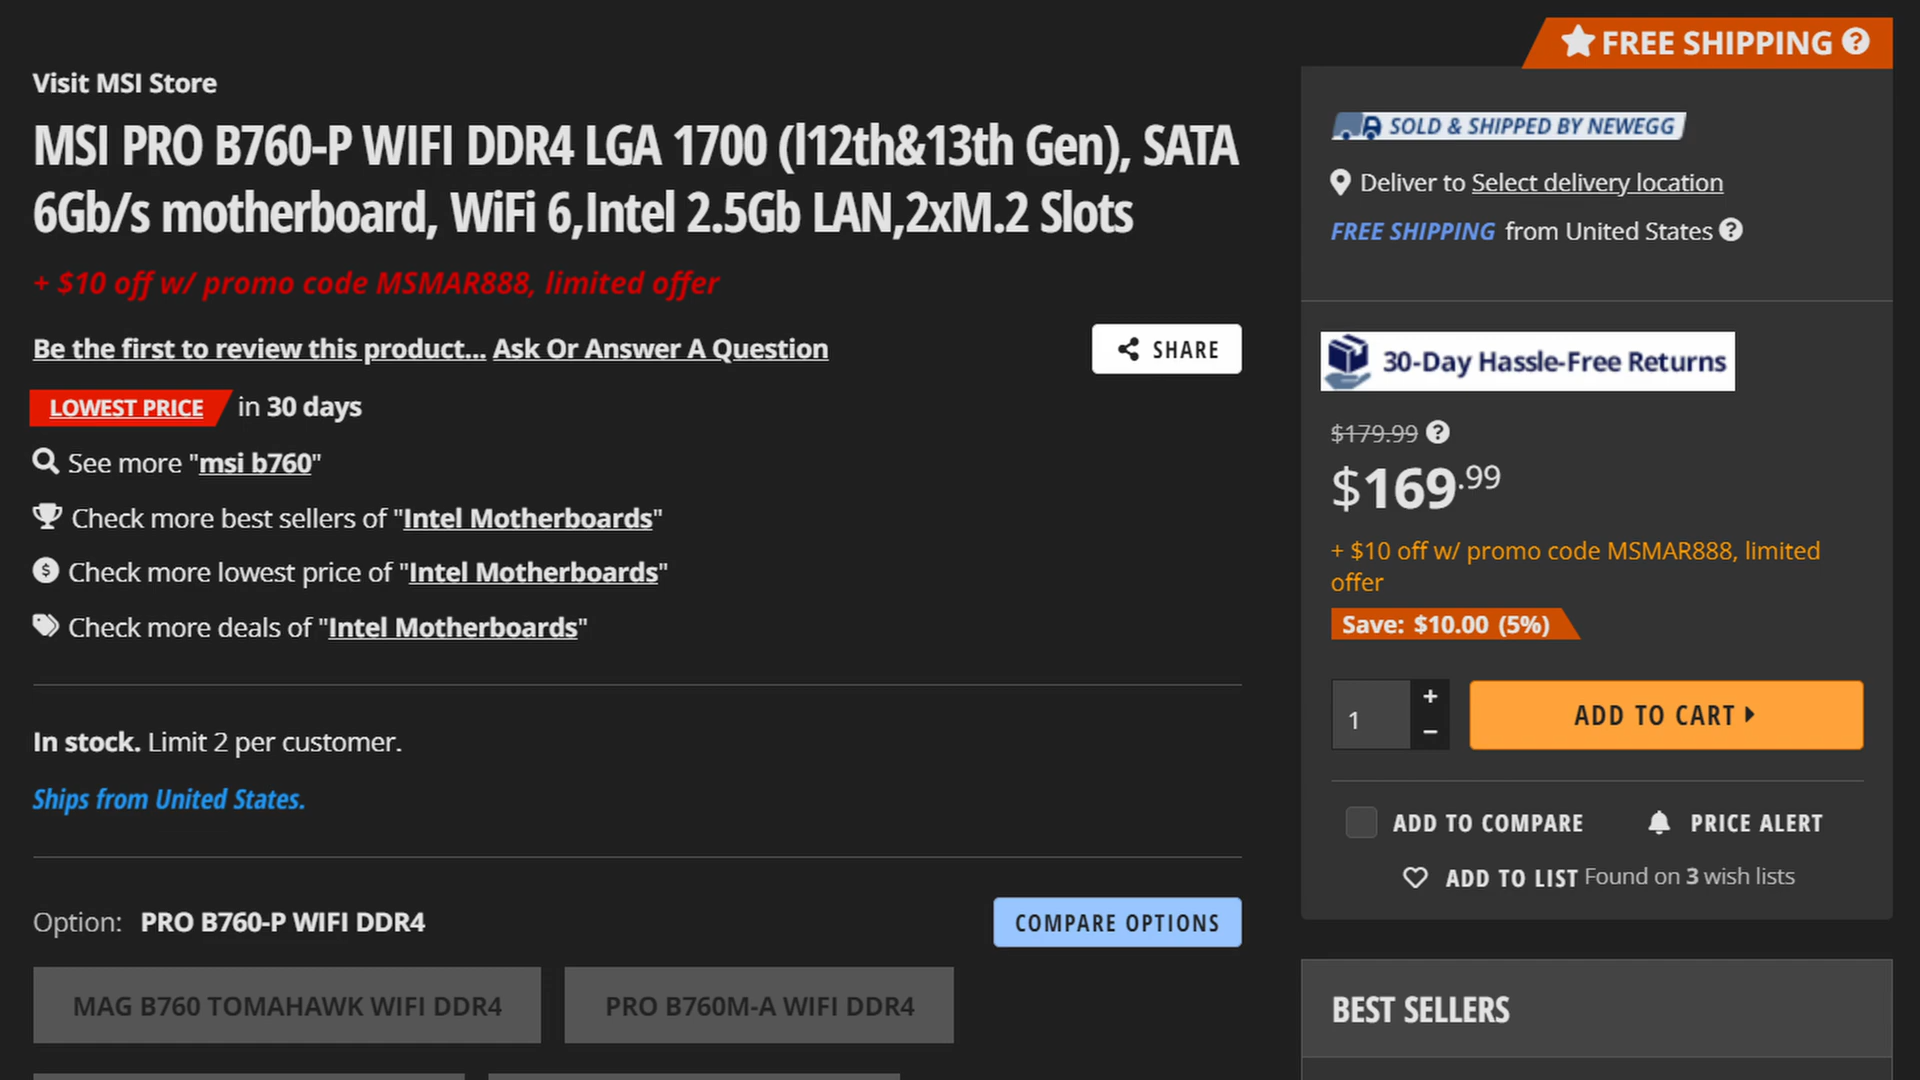 FREE SHIPPING
Visit MSI Store
MSI PRO B760-P WIFI DDR4 LGA 1700 (l12th&13th Gen), SATA
6Gb/s motherboard, WiFi 6,Intel 2.5Gb LAN,2xM.2 Slots
+ $10 off w/ promo code MSMAR888, limited offer
Be the first to review this product... Ask Or Answer A Question
SHARE
LOWEST PRICE in 30 days
See more "msi b760"
Check more best sellers of "Intel Motherboards"
Check more lowest price of "Intel Motherboards"
Check more deals of "Intel Motherboards"
In stock. Limit 2 per customer.
Ships from United States.
Option: PRO B760-P WIFI DDR4
COMPARE OPTIONS
MAG B760 TOMAHAWK WIFI DDR4
PRO B760M-A WIFI DDR4
SOLD & SHIPPED BY NEWEGG
Deliver to Select delivery location
FREE SHIPPING from United States
30-Day Hassle-Free Returns
$179.99
$169.99
+ $10 off w/ promo code MSMAR888, limited
offer
Save: $10.00 (5%)
1
+
−
ADD TO CART
ADD TO COMPARE
PRICE ALERT
ADD TO LIST Found on 3 wish lists
BEST SELLERS